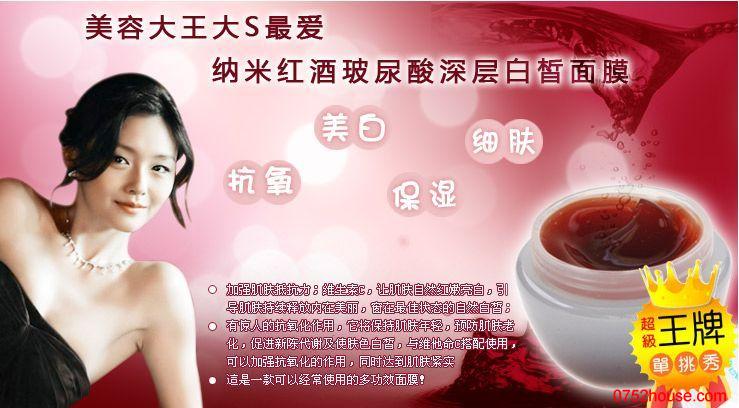 美容大王大S最爱
纳米红酒玻尿酸深层白皙面膜
美白
细肤
抗氧
保湿
● 加强肌肤抵抗力；维生素C，让肌肤自然红嫩亮白，引
导肌肤持续释放内在美丽，窗在最佳状态的自然白皙；
● 有惊人的抗氧化作用，它将保持肌肤年轻，预防肌肤老
化，促进新陈代谢及使肤色白皙，与维他命C搭配使用，
可以加强抗氧化的作用，同时达到肌肤紧实
● 這是一款可以经常使用的多功效面膜！
超級
王牌
單挑秀
0752house.com